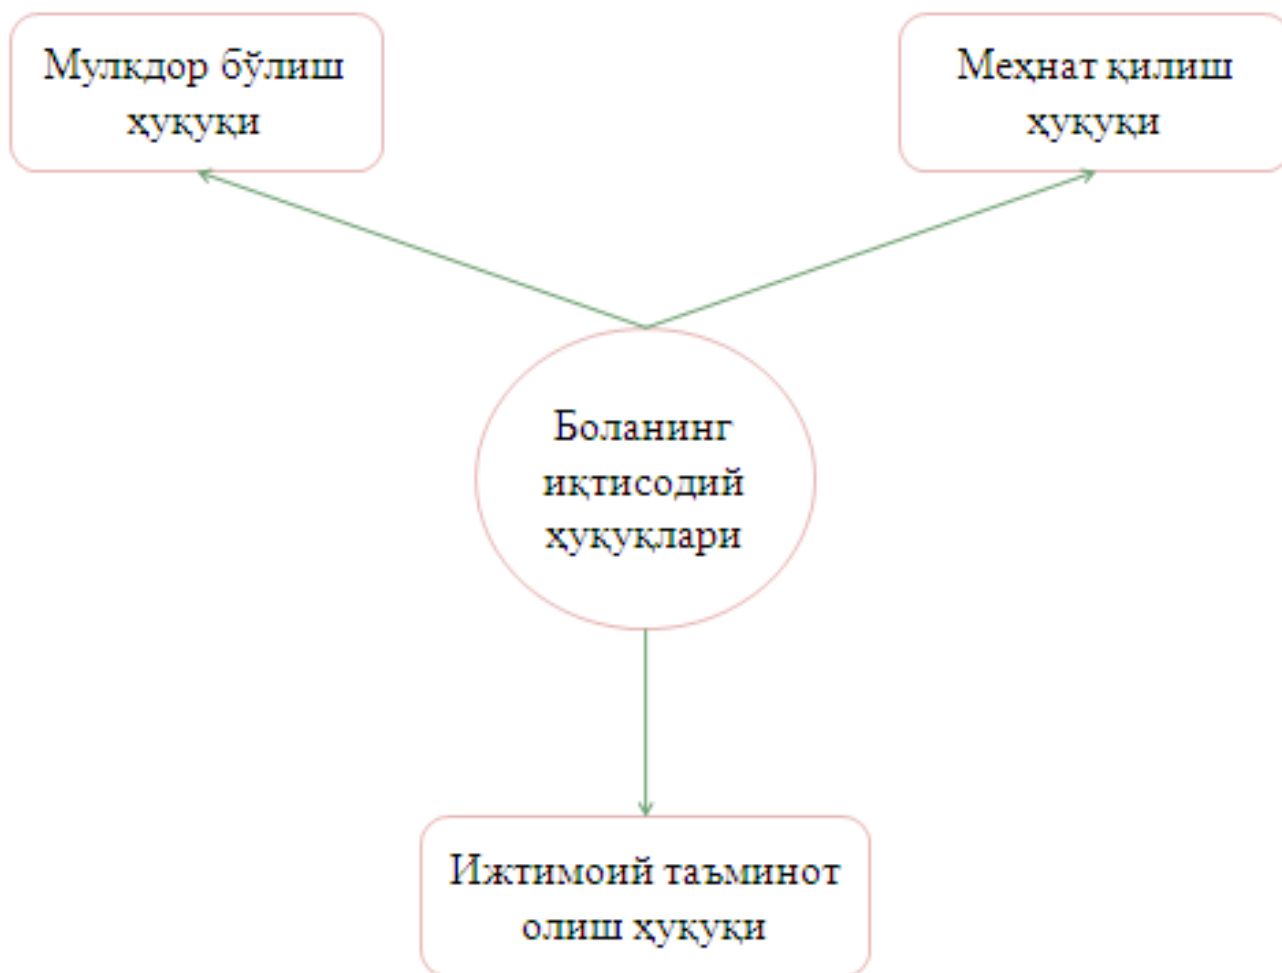 Мулкдор бўлиш
ҳуқуқи
Меҳнат қилиш
ҳуқуқи
Боланинг
иқтисодий
ҳуқуқлари
Ижтимоий таъминот
олиш ҳуқуқи